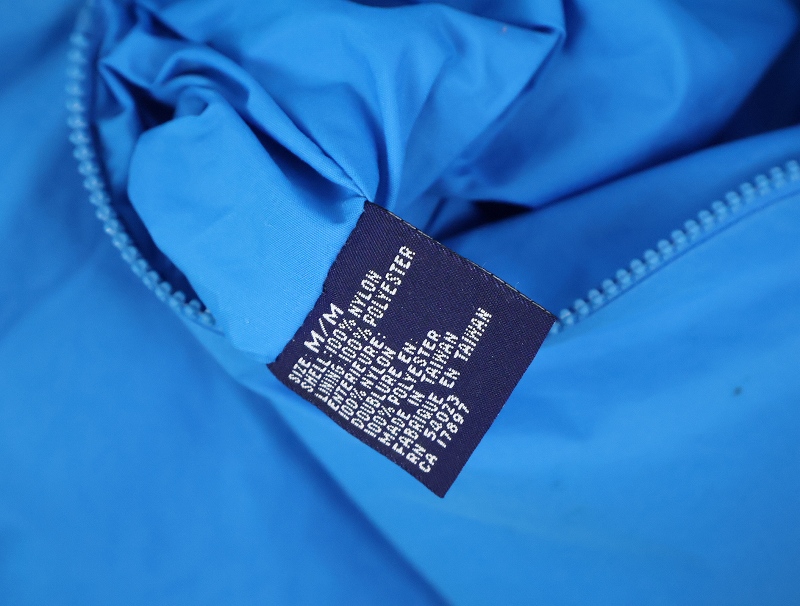 SIZE: M/M
SHELL:100% NYLON
LINING 100% POLYESTER
EXTERIEURE:
100% NYLON
DOUBLURE EN:
100% POLYESTER
MADE IN TAIWAN
FABRIQUE EN TAIWAN
RN 54023
CA 17897